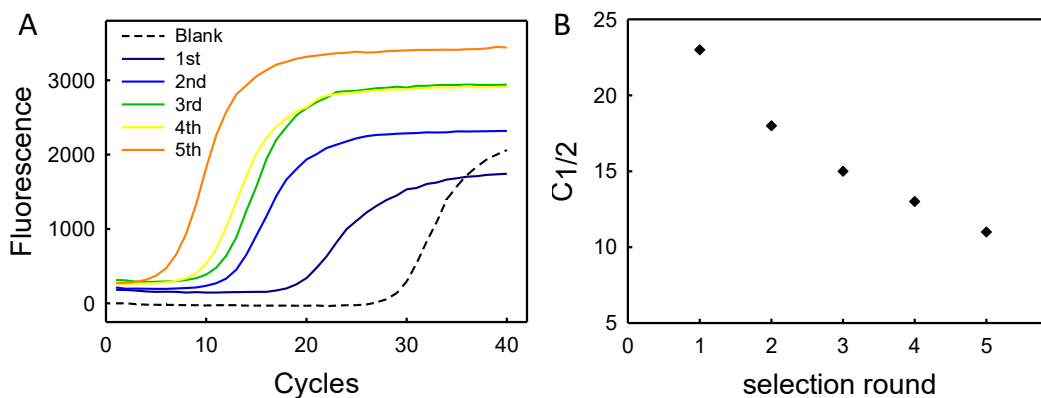 A
Blank
1st
2nd
3rd
4th
5th
3000
2000
1000
0
Fluorescence
0 10 20 30 40
Cycles
B
25
20
15
10
5
C1/2
0 1 2 3 4 5
selection round